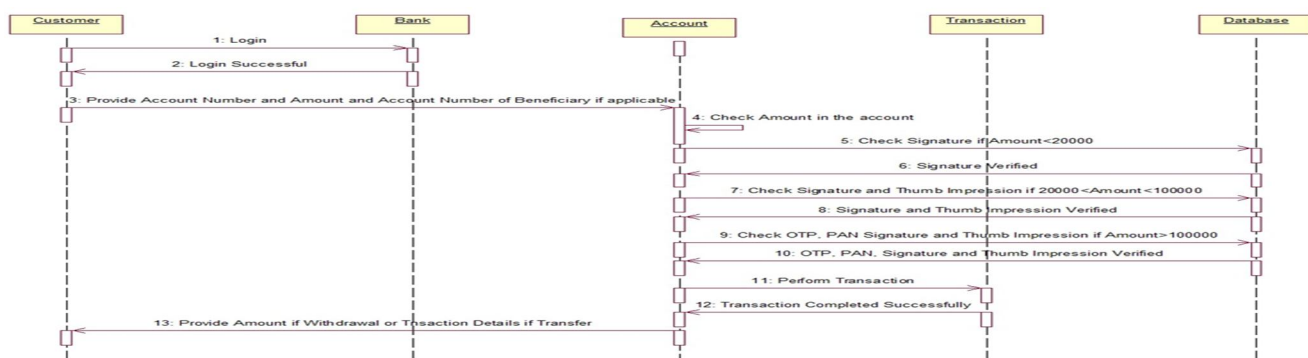 Customer
Bank
Account
Transaction
Database
1: Login
2: Login Successful
3: Provide Account Number and Amount and Account Number of Beneficiary if applicable
4: Check Amount in the account
5: Check Signature if Amount<20000
6: Signature Verified
7: Check Signature and Thumb Impression if 20000<Amount<100000
8: Signature and Thumb Impression Verified
9: Check OTP, PAN Signature and Thumb Impression if Amount>100000
10: OTP, PAN, Signature and Thumb Impression Verified
11: Perform Transaction
12: Transaction Completed Successfully
13: Provide Amount if Withdrawal or Tnsaction Details if Transfer